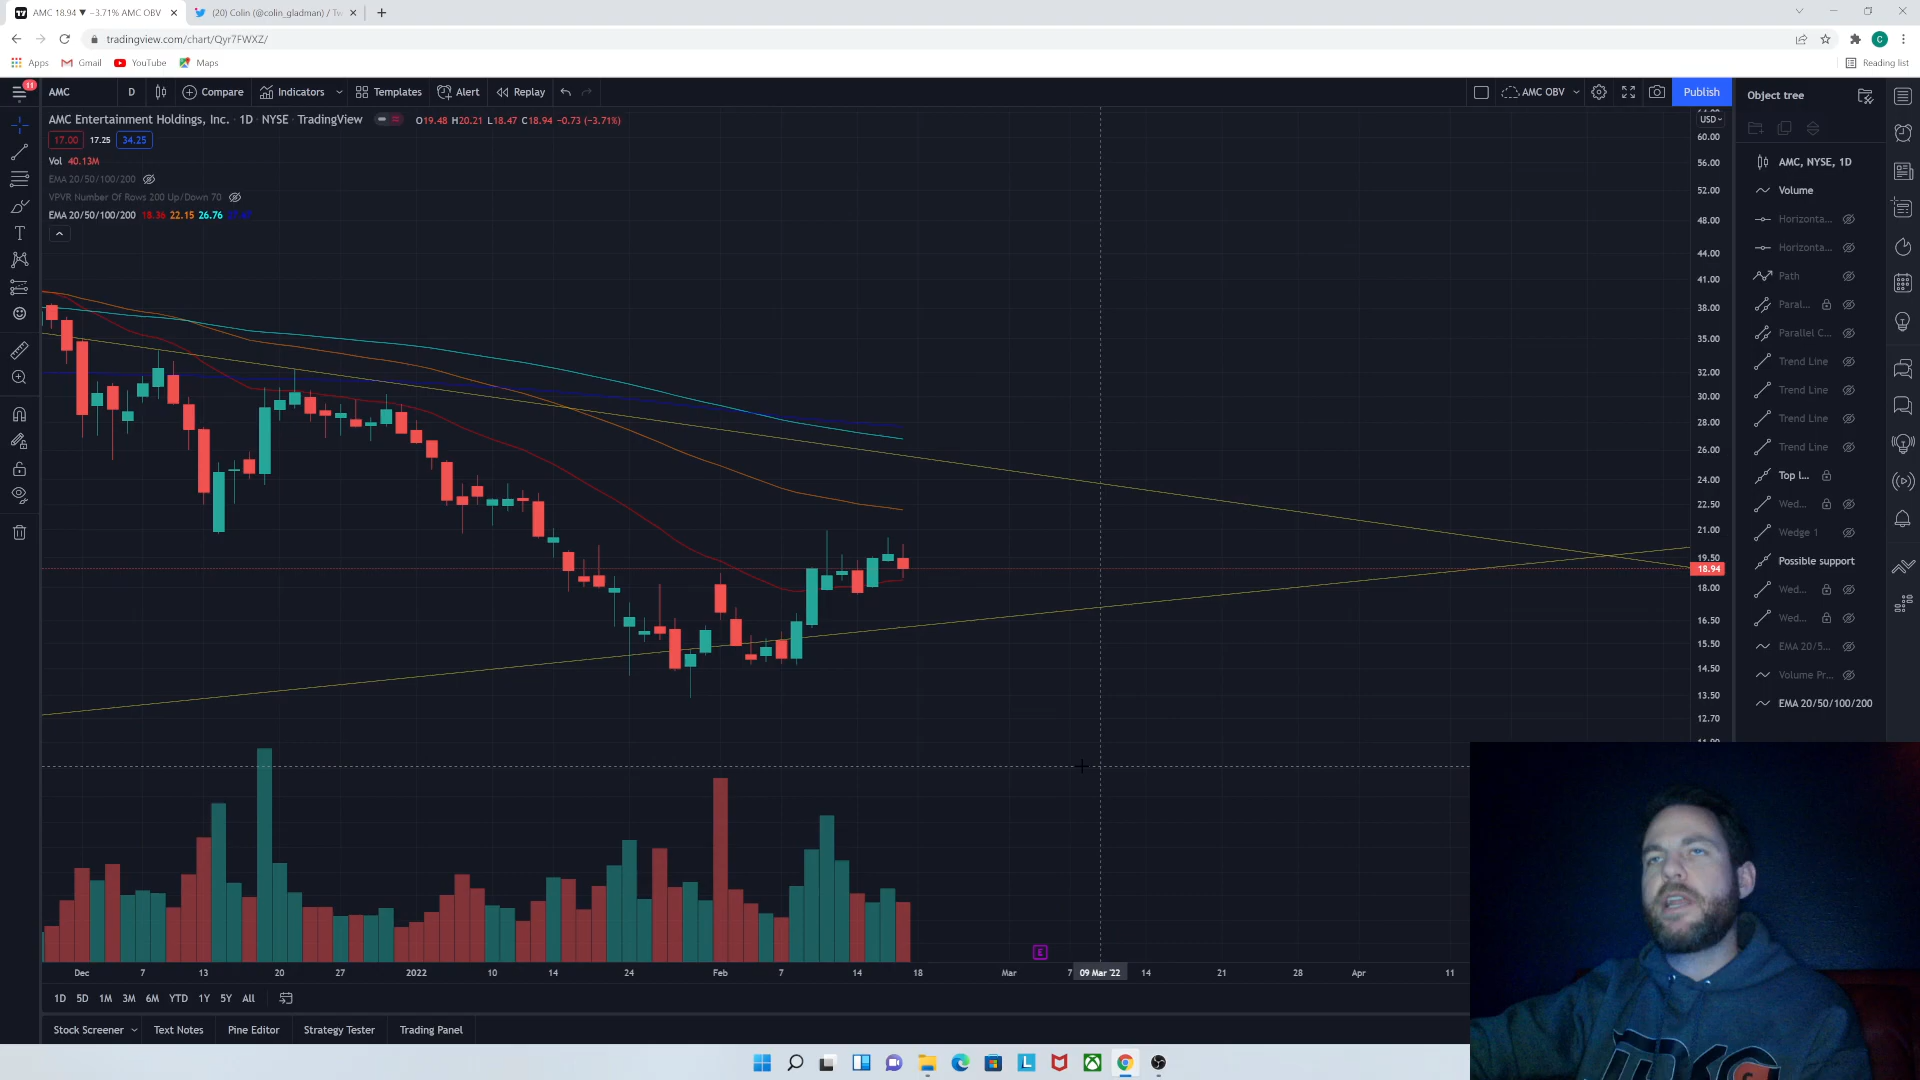 AMC 18.94 ▼ −3.71% AMC OBV
(20) Colin (@colin_gladman) / Tw
tradingview.com/chart/Qyr7FWXZ/
C
Apps Gmail YouTube Maps Reading list
11
AMC D Compare Indicators Templates Alert Replay AMC OBV Publish
Object tree
AMC Entertainment Holdings, Inc. · 1D · NYSE · TradingView O19.48 H20.21 L18.47 C18.94 −0.73 (−3.71%)
17.00 17.25 34.25
Vol 40.13M
EMA 20/50/100/200
VPVR Number Of Rows 200 Up/Down 70
EMA 20/50/100/200 18.36 22.15 26.76
USD
60.00
56.00
52.00
48.00
44.00
41.00
38.00
35.00
32.00
30.00
28.00
26.00
24.00
22.50
21.00
19.50
18.94
18.00
16.50
15.50
14.50
13.50
12.70
AMC, NYSE, 1D
Volume
Horizonta...
Horizonta...
Path
Paral...
Parallel C...
Trend Line
Trend Line
Trend Line
Trend Line
Top l...
Wed...
Wedge 1
Possible support
Wed...
Wed...
EMA 20/5...
Volume Pr...
EMA 20/50/100/200
E
Dec 7 13 20 27 2022 10 14 24 Feb 7 14 18 Mar 7 09 Mar '22 14 21 28 Apr 11
1D 5D 1M 3M 6M YTD 1Y 5Y All
Stock Screener Text Notes Pine Editor Strategy Tester Trading Panel
L